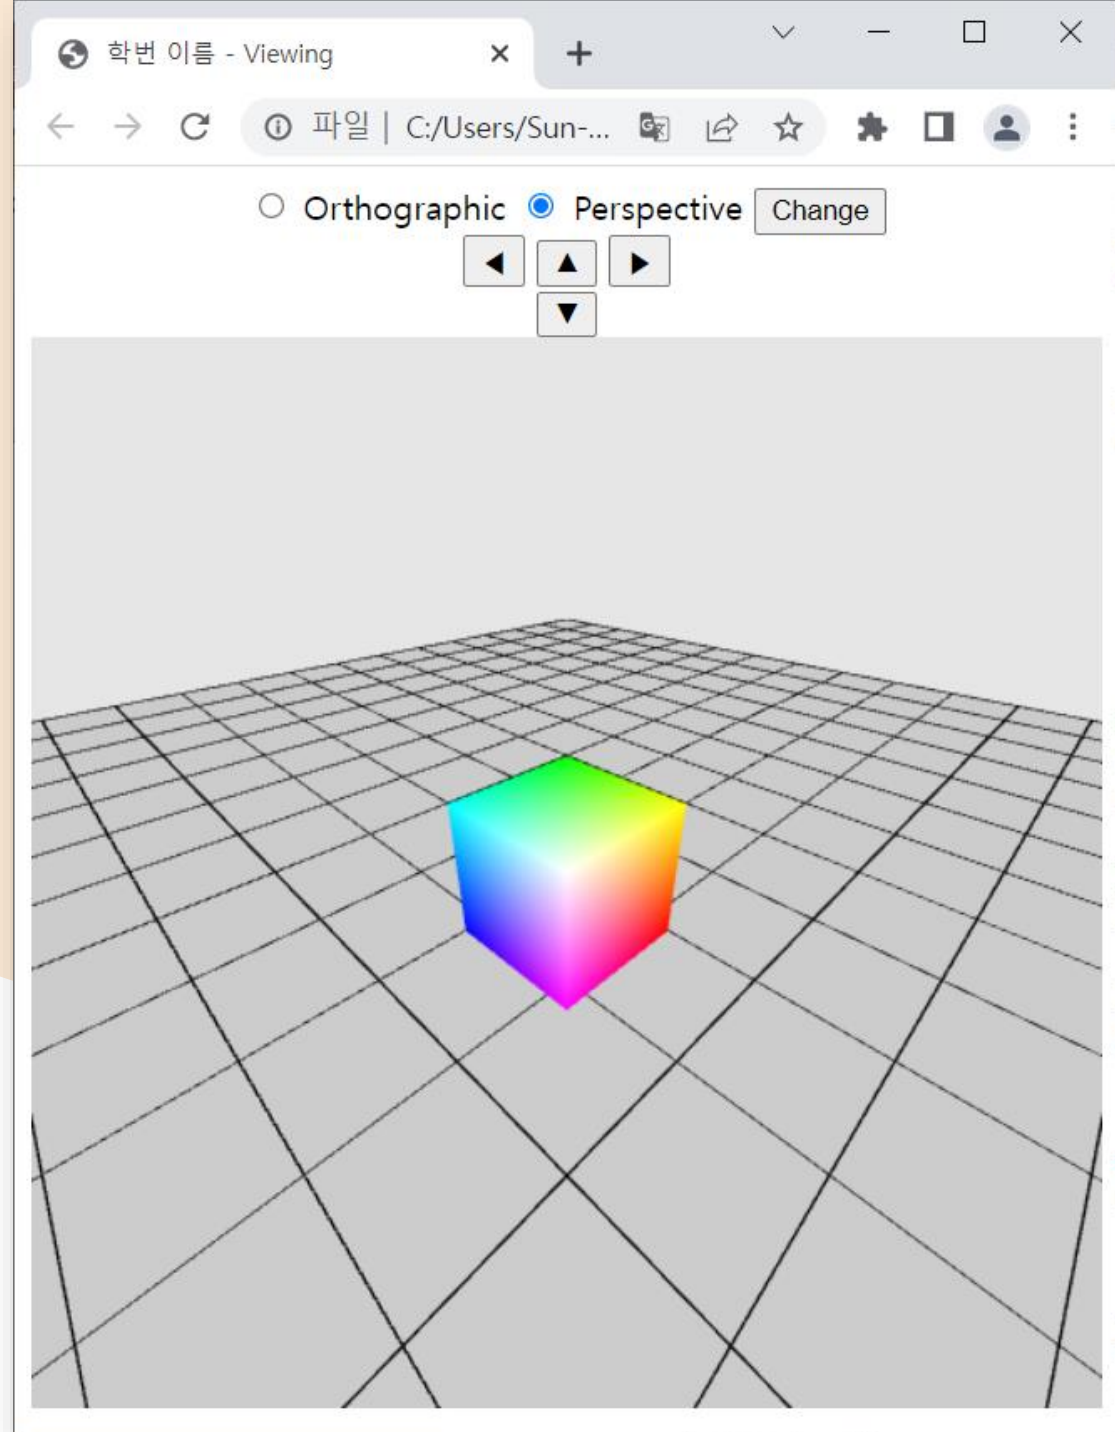 학번 이름 - Viewing
파일 | C:/Users/Sun-...
Orthographic Perspective Change
◀ ▲ ▶
▼